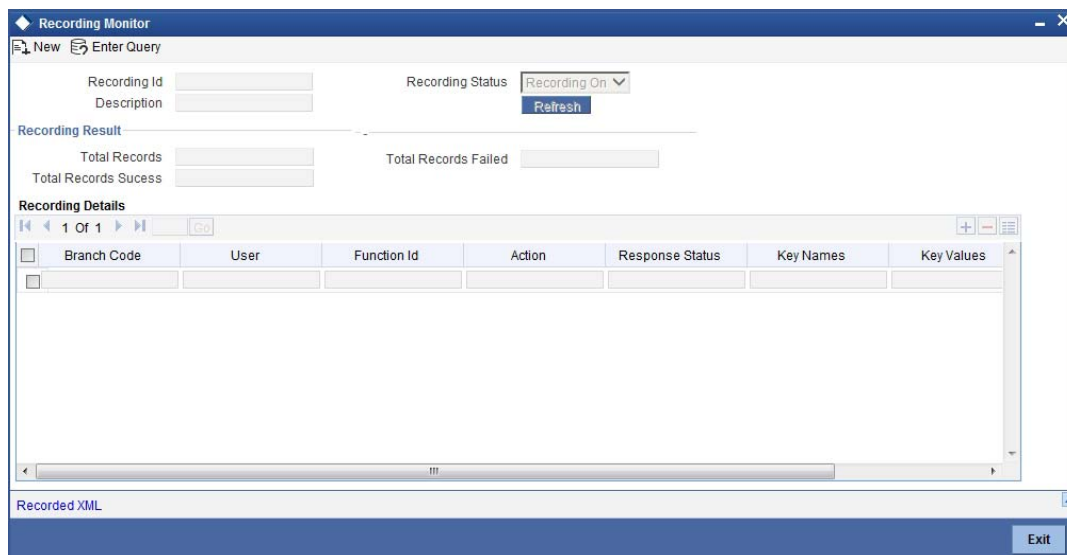 Recording Monitor
New Enter Query
Recording Id Recording Status Recording On
Description Refresh
Recording Result
Total Records Total Records Failed
Total Records Sucess
Recording Details
1 Of 1 Go
Branch Code User Function Id Action Response Status Key Names Key Values
Recorded XML
Exit